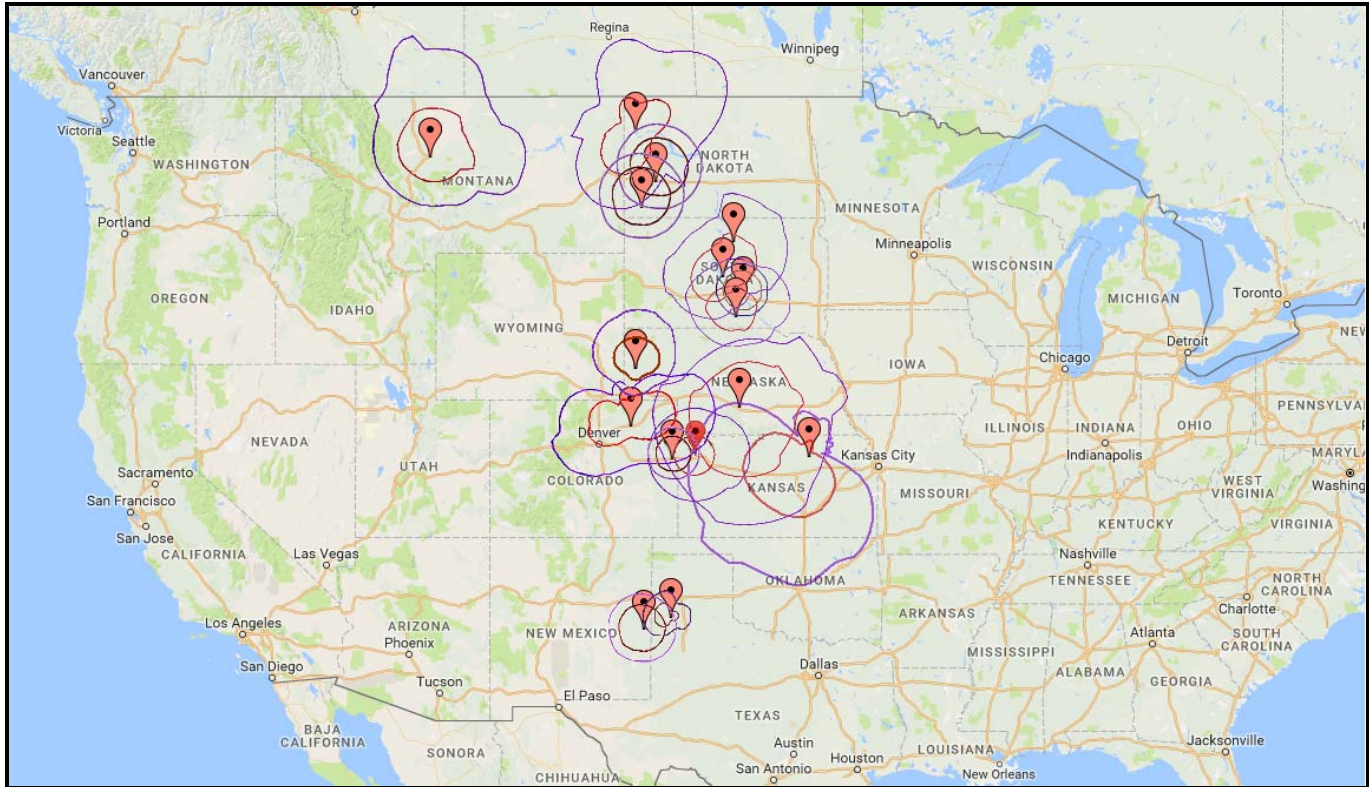 Regina
Winnipeg
Vancouver
Victoria
Seattle
WASHINGTON
MONTANA
NORTH
DAKOTA
Portland
MINNESOTA
Minneapolis
WISCONSIN
OREGON
IDAHO
MICHIGAN
Toronto
WYOMING
Detroit
Chicago
IOWA
NEBRASKA
PENNSYLVA
NEVADA
Denver
ILLINOIS
INDIANA
OHIO
Indianapolis
Kansas City
MARYL
Washing
Sacramento
UTAH
COLORADO
KANSAS
MISSOURI
WEST
VIRGINIA
San Francisco
San Jose
KENTUCKY
VIRGINIA
CALIFORNIA
Las Vegas
Nashville
OKLAHOMA
TENNESSEE
NORTH
CAROLINA
Charlotte
ARKANSAS
Los Angeles
ARIZONA
NEW MEXICO
Atlanta
SOUTH
CAROLINA
Phoenix
MISSISSIPPI
San Diego
Dallas
ALABAMA
GEORGIA
Tucson
El Paso
TEXAS
BAJA
CALIFORNIA
SONORA
Austin
Houston
LOUISIANA
Jacksonville
CHIHUAHUA
San Antonio
New Orleans